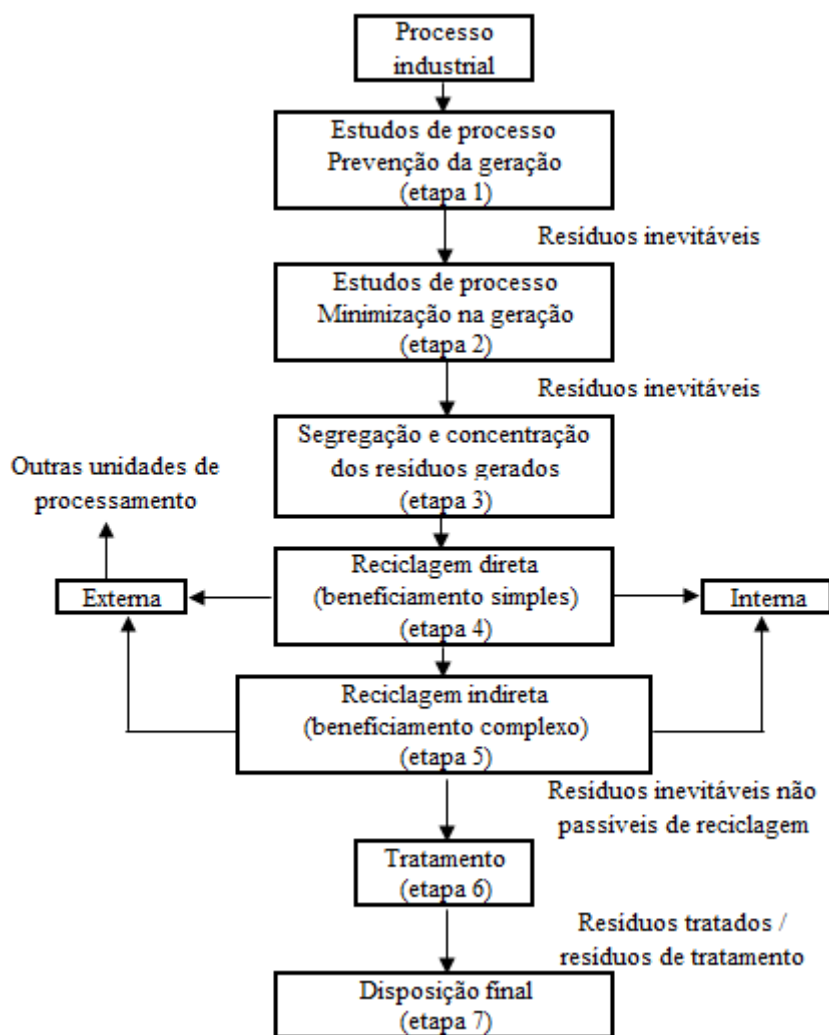 Processo
industrial
Estudos de processo
Prevenção da geração
(etapa 1)
Resíduos inevitáveis
Estudos de processo
Minimização na geração
(etapa 2)
Resíduos inevitáveis
Segregação e concentração
dos resíduos gerados
(etapa 3)
Outras unidades de
processamento
Reciclagem direta
(beneficiamento simples)
(etapa 4)
Externa
Interna
Reciclagem indireta
(beneficiamento complexo)
(etapa 5)
Resíduos inevitáveis não
passíveis de reciclagem
Tratamento
(etapa 6)
Resíduos tratados /
resíduos de tratamento
Disposição final
(etapa 7)